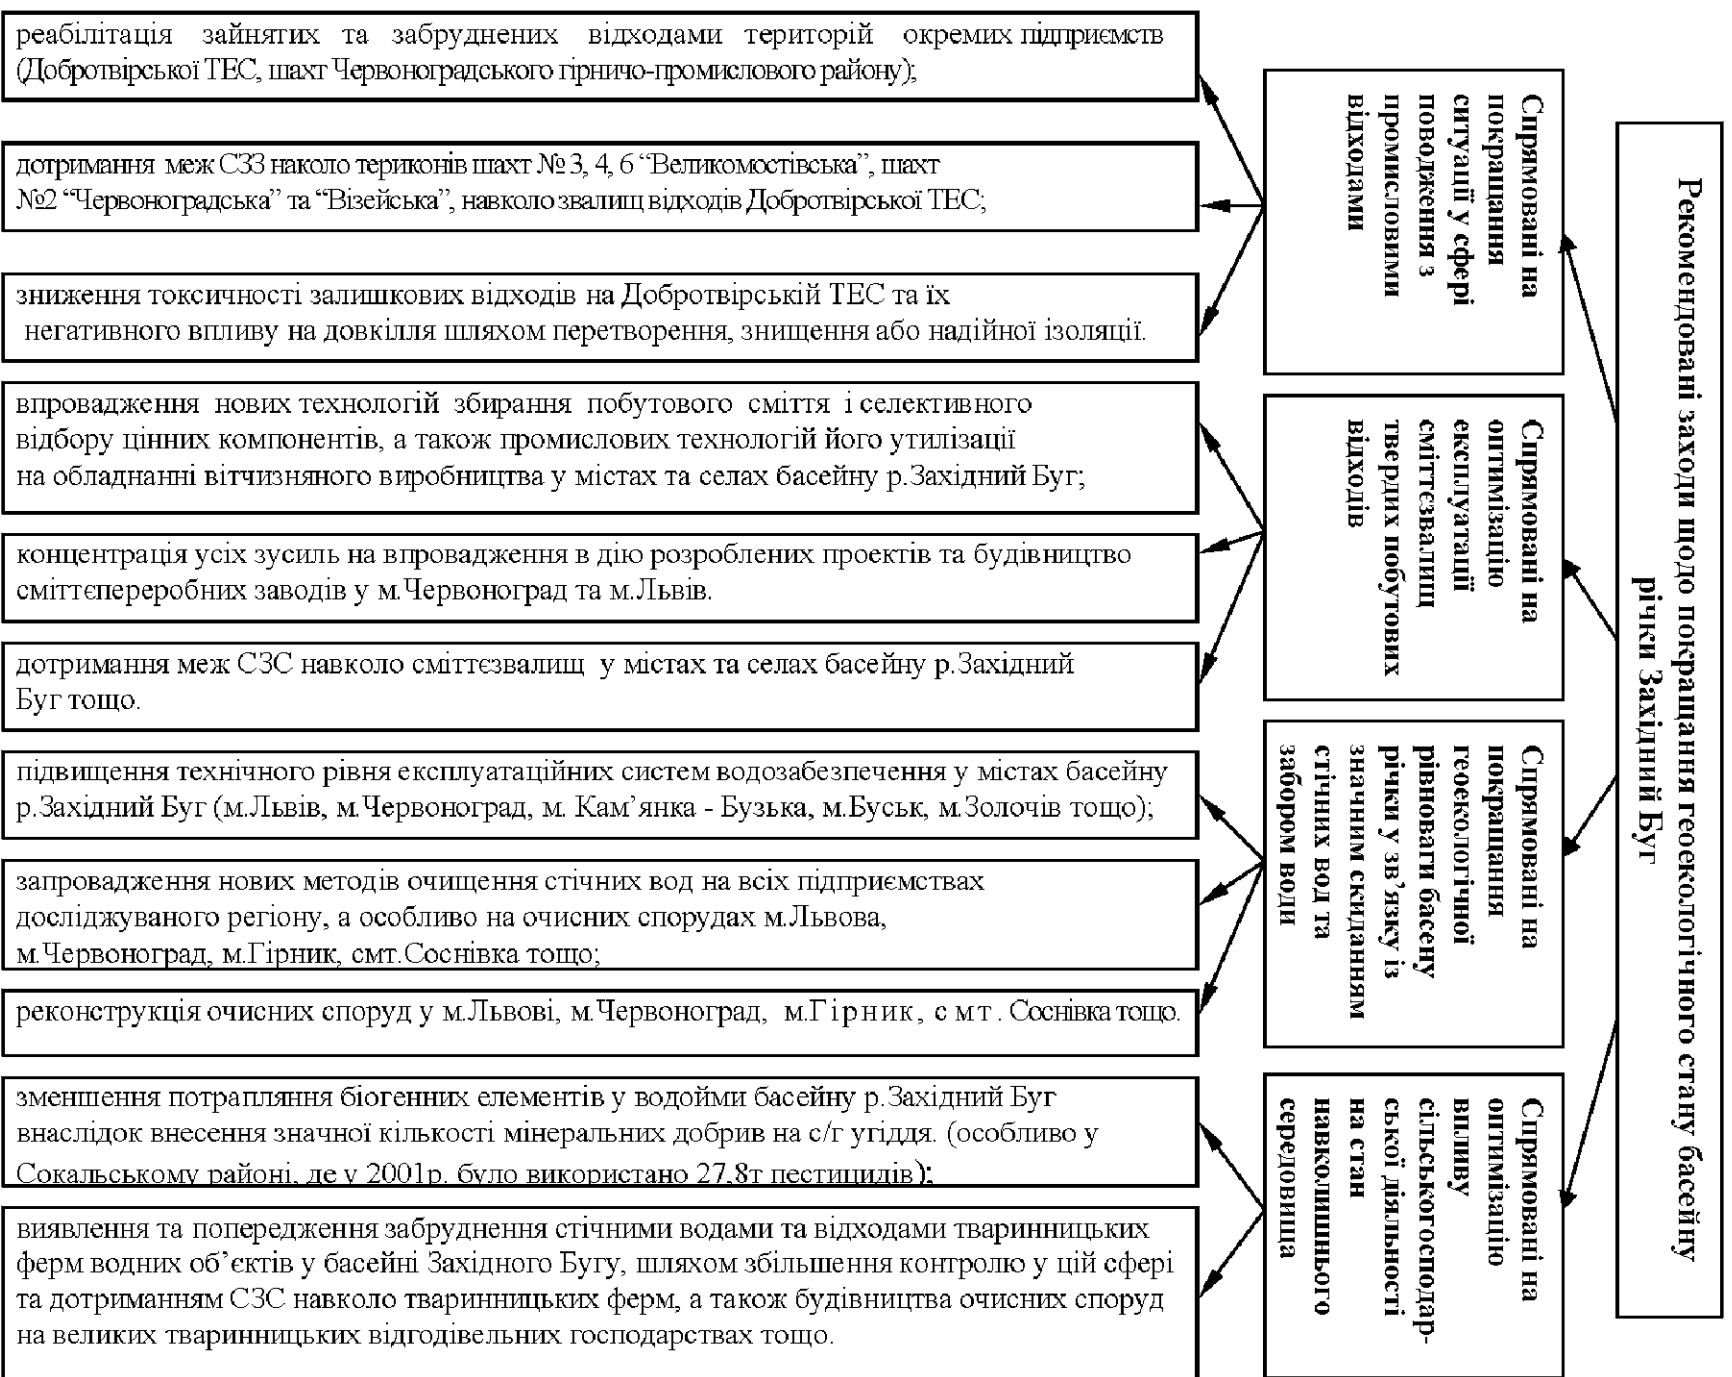 Рекомендовані заходи щодо покращання геоекологічного стану басейну
річки Західний Буг
Спрямовані на
покращання
ситуації у сфері
поводження з
промисловими
відходами
реабілітація зайнятих та забруднених відходами територій окремих підприємств
(Добротвірської ТЕС, шахт Червоноградського гірничо-промислового району);
дотримання меж СЗЗ наколо териконів шахт № 3, 4, 6 “Великомостівська”, шахт
№2 “Червоноградська” та “Візейська”, навколо звалищ відходів Добротвірської ТЕС;
зниження токсичності залишкових відходів на Добротвірській ТЕС та їх
негативного впливу на довкілля шляхом перетворення, знищення або надійної ізоляції.
Спрямовані на
оптимізацію
експлуатації
сміттєзвалищ
твердих побутових
відходів
впровадження нових технологій збирання побутового сміття і селективного
відбору цінних компонентів, а також промислових технологій його утилізації
на обладнанні вітчизняного виробництва у містах та селах басейну р.Західний Буг;
концентрація усіх зусиль на впровадження в дію розроблених проектів та будівництво
сміттєпереробних заводів у м.Червоноград та м.Львів.
дотримання меж СЗС навколо сміттєзвалищ у містах та селах басейну р.Західний
Буг тощо.
Спрямовані на
покращання
геоекологічної
рівноваги басену
річки у зв’язку із
значним скиданням
стічних вод та
забором води
підвищення технічного рівня експлуатаційних систем водозабезпечення у містах басейну
р.Західний Буг (м.Львів, м.Червоноград, м. Кам’янка - Бузька, м.Буськ, м.Золочів тощо);
запровадження нових методів очищення стічних вод на всіх підприємствах
досліджуваного регіону, а особливо на очисних спорудах м.Львова,
м.Червоноград, м.Гірник, смт.Соснівка тощо;
реконструкція очисних споруд у м.Львові, м.Червоноград, м.Гірник, смт. Соснівка тощо.
Спрямовані на
оптимізацію
впливу
сільськогосподар-
ської діяльності
на стан
навколишнього
середовища
зменшення потрапляння біогенних елементів у водойми басейну р.Західний Буг
внаслідок внесення значної кількості мінеральних добрив на с/г угіддя. (особливо у
Сокальському районі, де у 2001р. було використано 27,8т пестицидів);
виявлення та попередження забруднення стічними водами та відходами тваринницьких
ферм водних об’єктів у басейні Західного Бугу, шляхом збільшення контролю у цій сфері
та дотриманням СЗС навколо тваринницьких ферм, а також будівництва очисних споруд
на великих тваринницьких відгодівельних господарствах тощо.